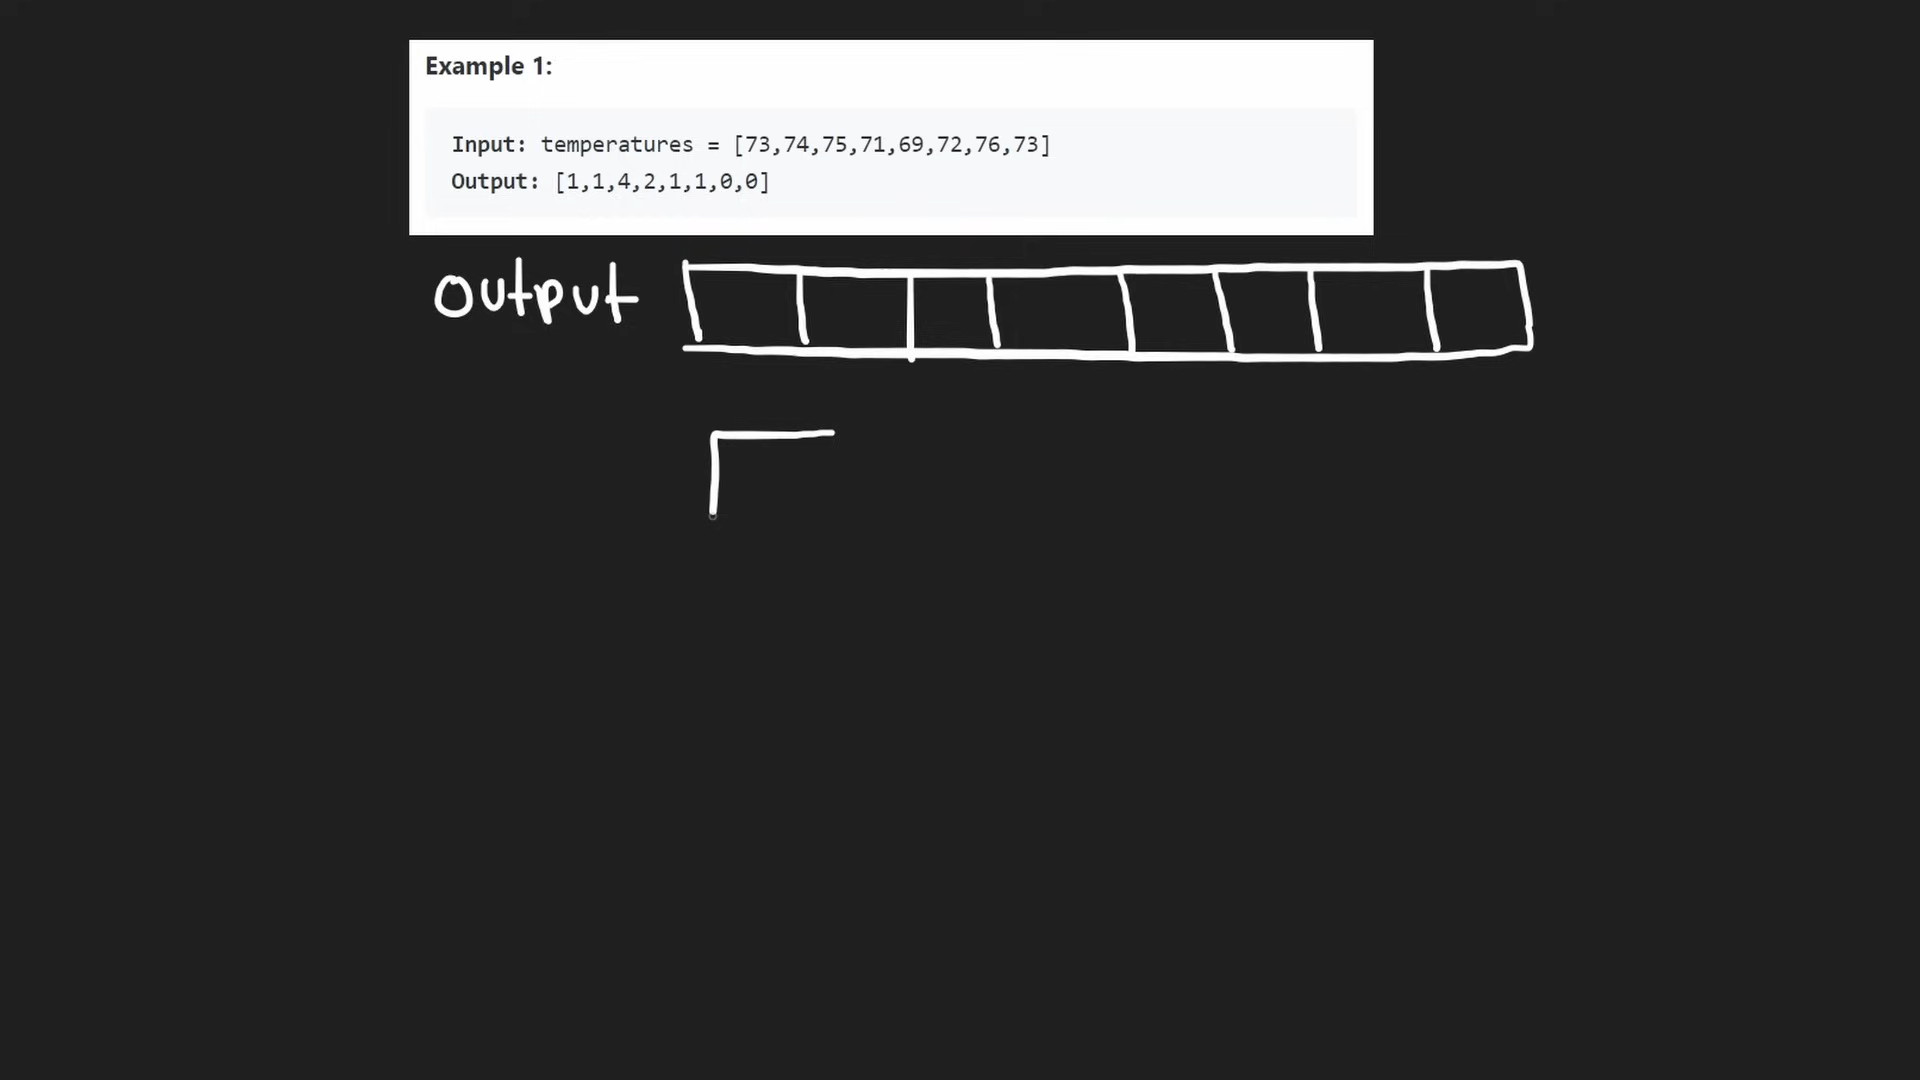 Example 1:
Input: temperatures = [73,74,75,71,69,72,76,73]
Output: [1,1,4,2,1,1,0,0]
output